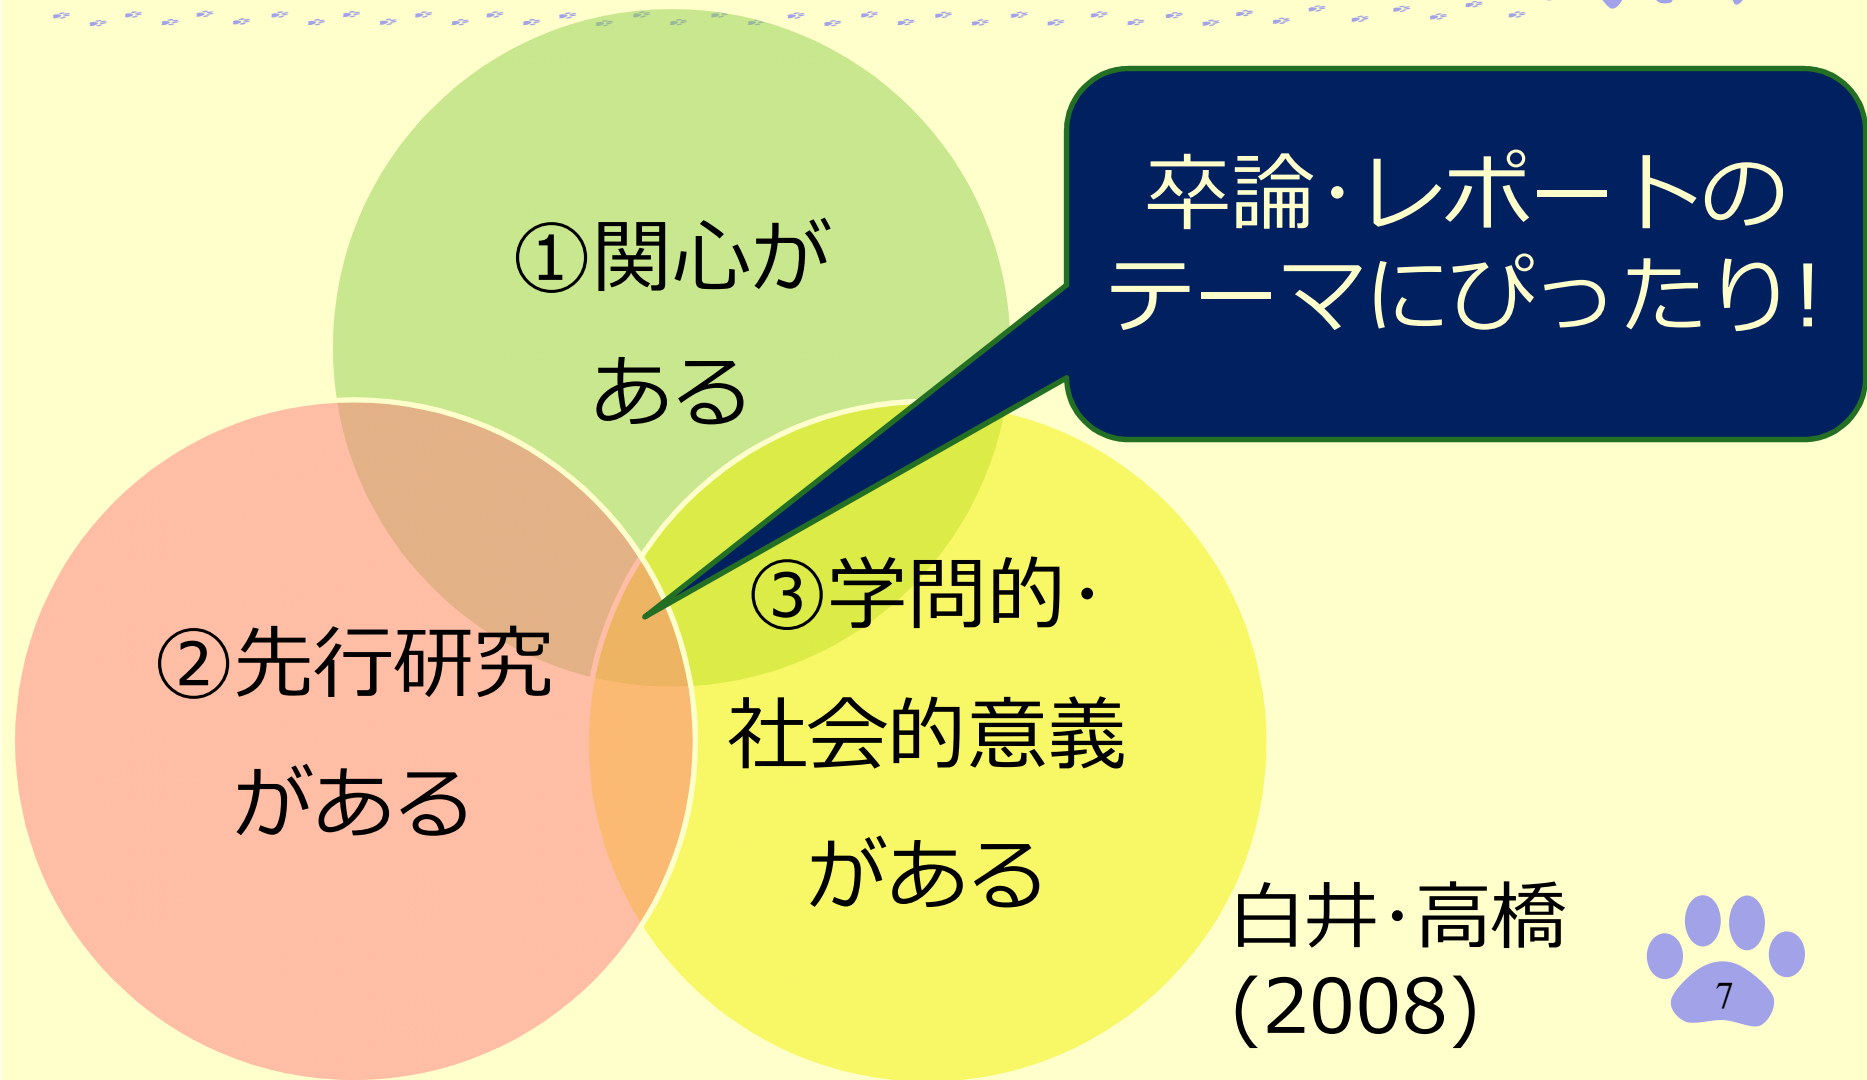 ①関心が
ある
卒論･レポートの
テーマにぴったり!
②先行研究
がある
③学問的･
社会的意義
がある
白井･高橋
(2008)
7